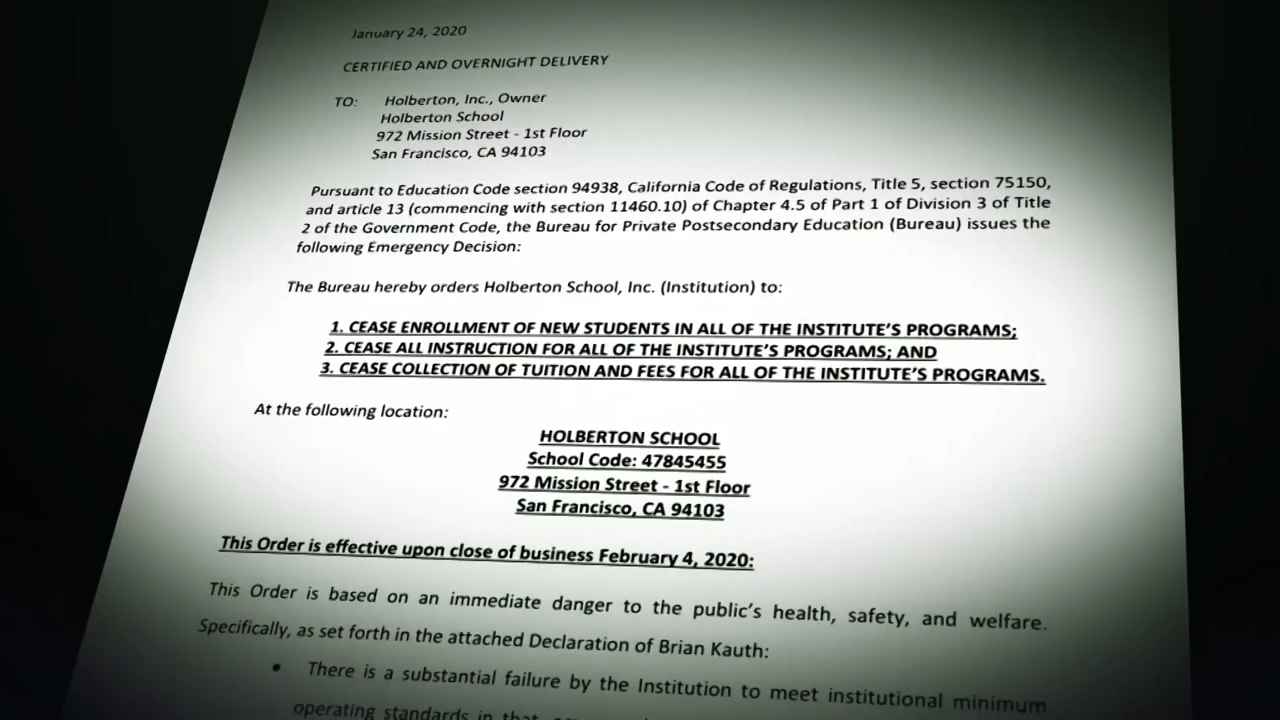 January 24, 2020
CERTIFIED AND OVERNIGHT DELIVERY
TO: Holberton, Inc., Owner
Holberton School
972 Mission Street - 1st Floor
San Francisco, CA 94103
Pursuant to Education Code section 94938, California Code of Regulations, Title 5, section 75150,
and article 13 (commencing with section 11460.10) of Chapter 4.5 of Part 1 of Division 3 of Title
2 of the Government Code, the Bureau for Private Postsecondary Education (Bureau) issues the
following Emergency Decision:
The Bureau hereby orders Holberton School, Inc. (Institution) to:
1. CEASE ENROLLMENT OF NEW STUDENTS IN ALL OF THE INSTITUTE'S PROGRAMS;
2. CEASE ALL INSTRUCTION FOR ALL OF THE INSTITUTE'S PROGRAMS; AND
3. CEASE COLLECTION OF TUITION AND FEES FOR ALL OF THE INSTITUTE'S PROGRAMS.
At the following location:
HOLBERTON SCHOOL
School Code: 47845455
972 Mission Street - 1st Floor
San Francisco, CA 94103
This Order is effective upon close of business February 4, 2020:
This Order is based on an immediate danger to the public's health, safety, and welfare.
Specifically, as set forth in the attached Declaration of Brian Kauth:
• There is a substantial failure by the Institution to meet institutional minimum
operating standards in that